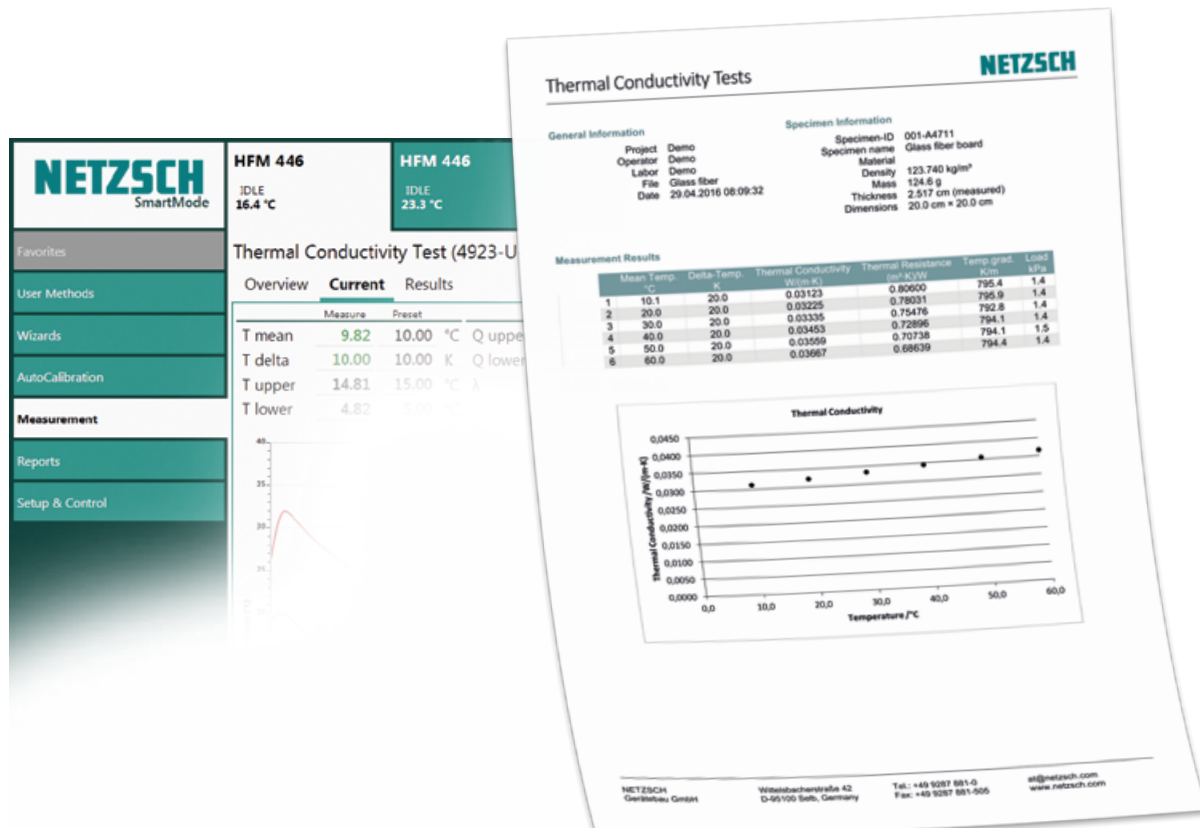 NETZSCH
SmartMode
Favorites
User Methods
Wizards
AutoCalibration
Measurement
Reports
Setup & Control
HFM 446
IDLE
16.4 °C
HFM 446
IDLE
23.3 °C
Thermal Conductivity Test (4923-U
Overview Current Results
Measure Preset
T mean 9.82 10.00 °C Q uppe
T delta 10.00 10.00 K Q lower
T upper 14.81 15.00 °C λ
T lower 4.82 5.00 °C
40
35
30
25
Thermal Conductivity Tests
NETZSCH
General Information
Project Demo
Operator Demo
Labor Demo
File Glass fiber
Date 29.04.2016 08:09:32
Specimen Information
Specimen-ID 001-A4711
Specimen name Glass fiber board
Material
Density 123.740 kg/m³
Mass 124.6 g
Thickness 2.517 cm (measured)
Dimensions 20.0 cm × 20.0 cm
Measurement Results
Mean Temp. Delta-Temp. Thermal Conductivity Thermal Resistance Temp.grad. Load
°C K W/(m·K) (m²·K)/W K/m kPa
1 10.1 20.0 0.03123 0.80600 795.4 1.4
2 20.0 20.0 0.03225 0.78031 795.9 1.4
3 30.0 20.0 0.03335 0.75476 792.8 1.4
4 40.0 20.0 0.03453 0.72896 794.1 1.4
5 50.0 20.0 0.03559 0.70738 794.1 1.5
6 60.0 20.0 0.03667 0.68639 794.4 1.4
Thermal Conductivity
Thermal Conductivity /W/(m·K)
0,0450
0,0400
0,0350
0,0300
0,0250
0,0200
0,0150
0,0100
0,0050
0,0000
0,0 10,0 20,0 30,0 40,0 50,0 60,0
Temperature /°C
NETZSCH
Gerätebau GmbH
Wittelsbacherstraße 42
D-95100 Selb, Germany
Tel.: +49 9287 881-0
Fax: +49 9287 881-505
at@netzsch.com
www.netzsch.com